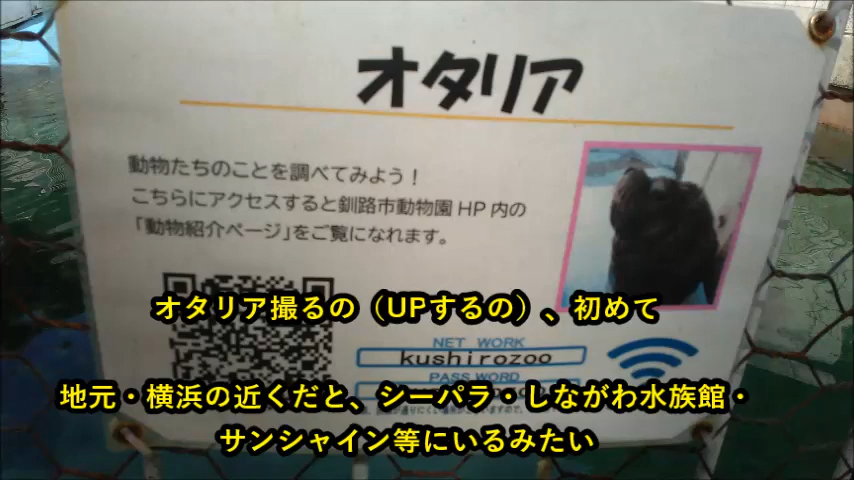 オタリア
動物たちのことを調べてみよう！
こちらにアクセスすると釧路市動物園 HP 内の
「動物紹介ページ」をご覧になれます。
オタリア撮るの（UPするの）、初めて
NET WORK
kushirozoo
PASS WORD
地元・横浜の近くだと、シーパラ・しながわ水族館・
サンシャイン等にいるみたい